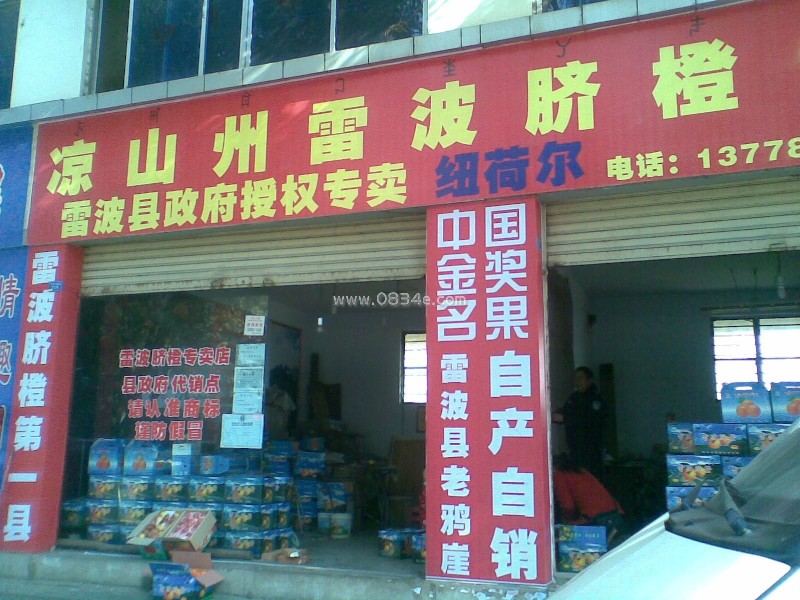 凉山州雷波脐橙
雷波县政府授权专卖 纽荷尔 电话：13778
雷波脐橙第一县
中金名 雷波县老鸦崖
国奖果 自产自销
www.0834e.com
雷波脐橙专卖店
县政府代销点
请认准商标
谨防假冒